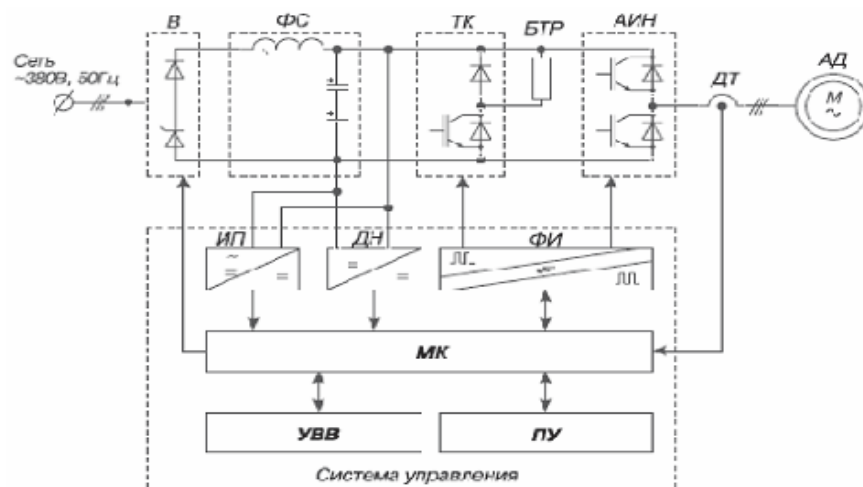 В
ФС
ТК
БТР
АИН
АД
Сеть
~380В, 50Гц
ДТ
М
~
ИП
ДН
ФИ
МК
УВВ
ПУ
Система управления